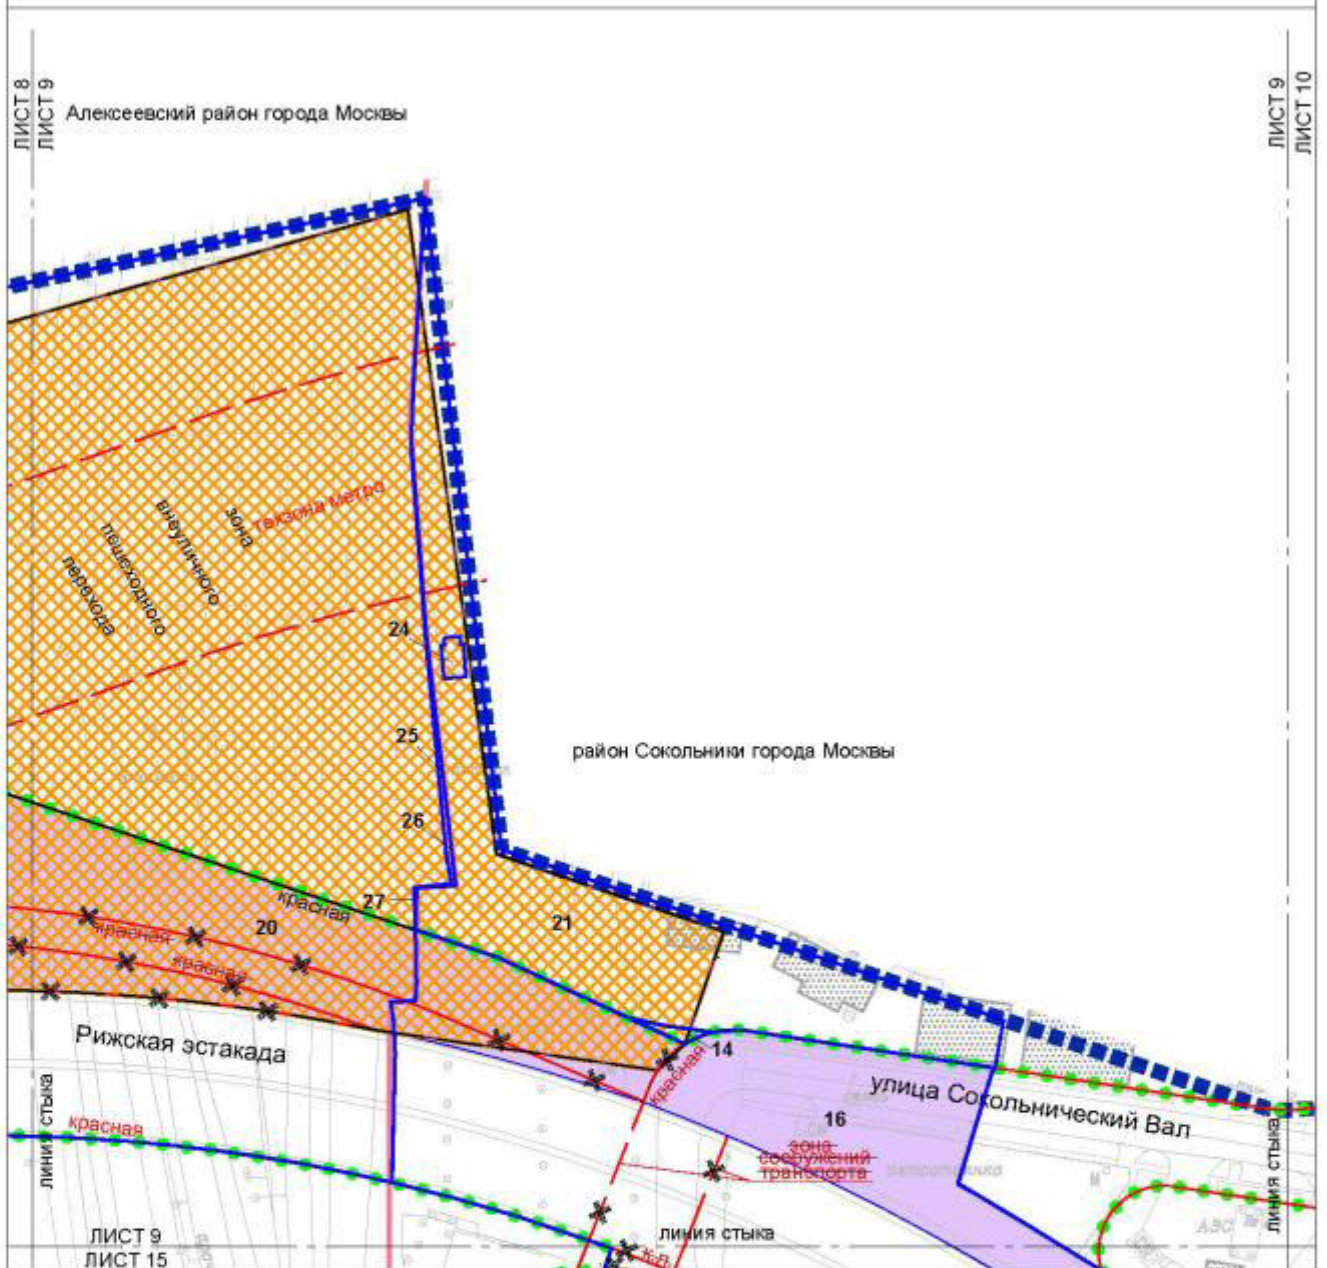 ЛИСТ 8
ЛИСТ 9
Алексеевский район города Москвы
ЛИСТ 9
ЛИСТ 10
техзона метро
зона
внеуличного
пешеходного
перехода
24
25
район Сокольники города Москвы
26
27
красная
20
21
красная
красная
Рижская эстакада
14
красная
улица Сокольнический Вал
16
зона
сооружений
транспорта
автостоянка
красная
линия стыка
линия стыка
АЗС
линия стыка
ЛИСТ 9
ЛИСТ 15
к.л.